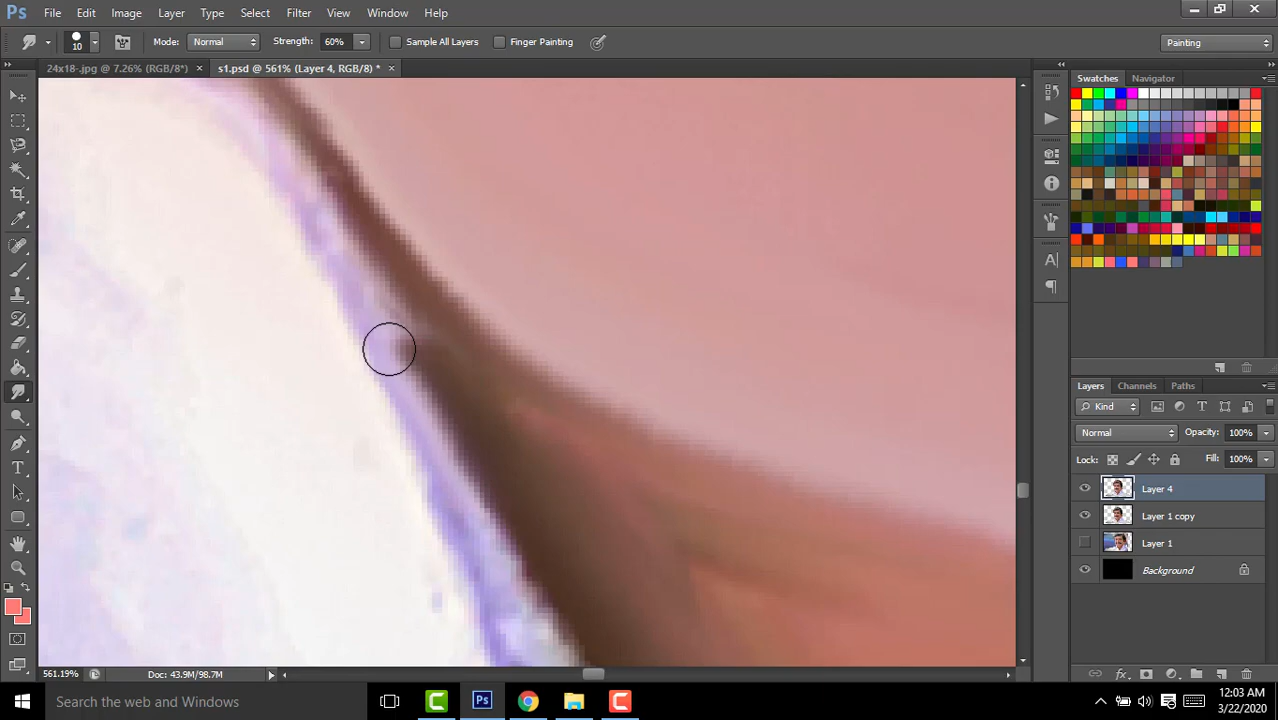 Ps File Edit Image Layer Type Select Filter View Window Help
10 Mode: Normal Strength: 60% Sample All Layers Finger Painting Painting
24x18-.jpg @ 7.26% (RGB/8*) × s1.psd @ 561% (Layer 4, RGB/8) * ×
Swatches Navigator
Layers Channels Paths
Kind
Normal Opacity: 100%
Lock: Fill: 100%
Layer 4
Layer 1 copy
Layer 1
Background
561.19% Doc: 43.9M/98.7M
Search the web and Windows
12:03 AM
3/22/2020